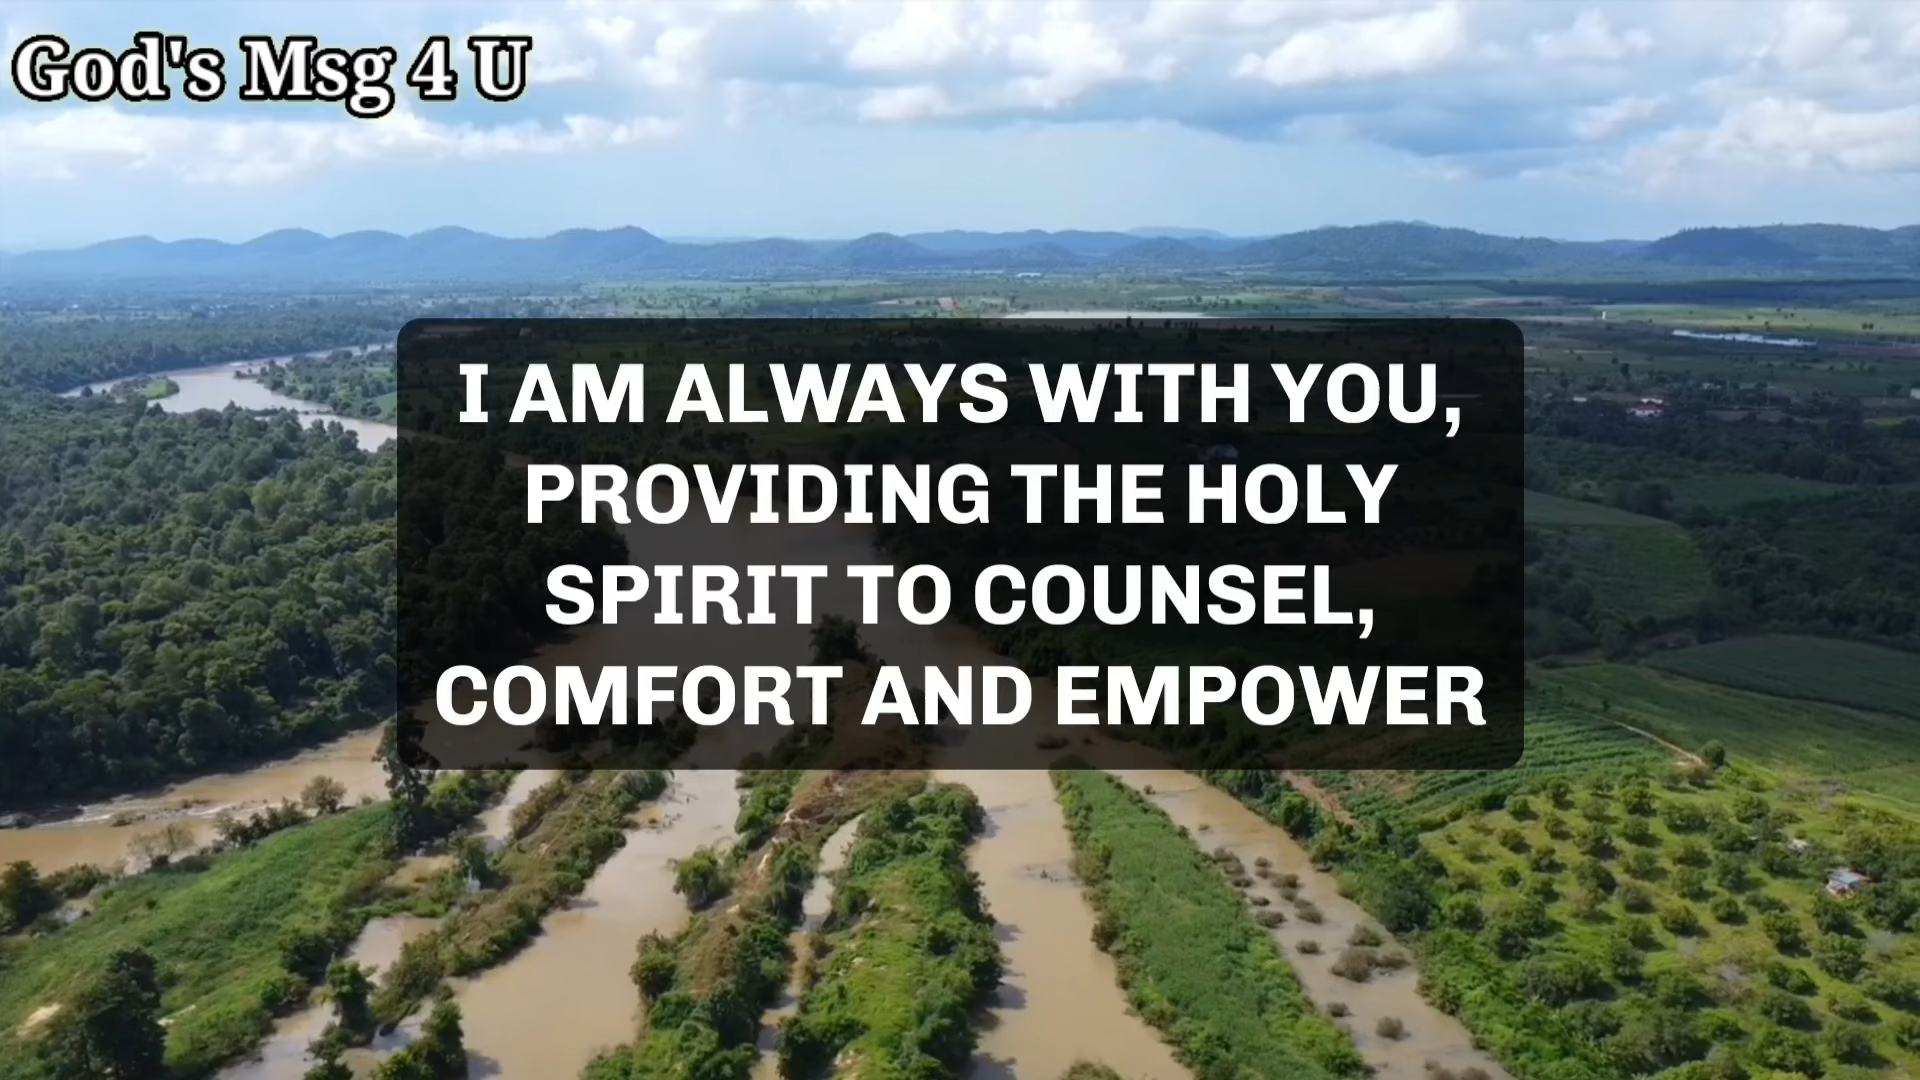 God's Msg 4 U
I AM ALWAYS WITH YOU,
PROVIDING THE HOLY
SPIRIT TO COUNSEL,
COMFORT AND EMPOWER